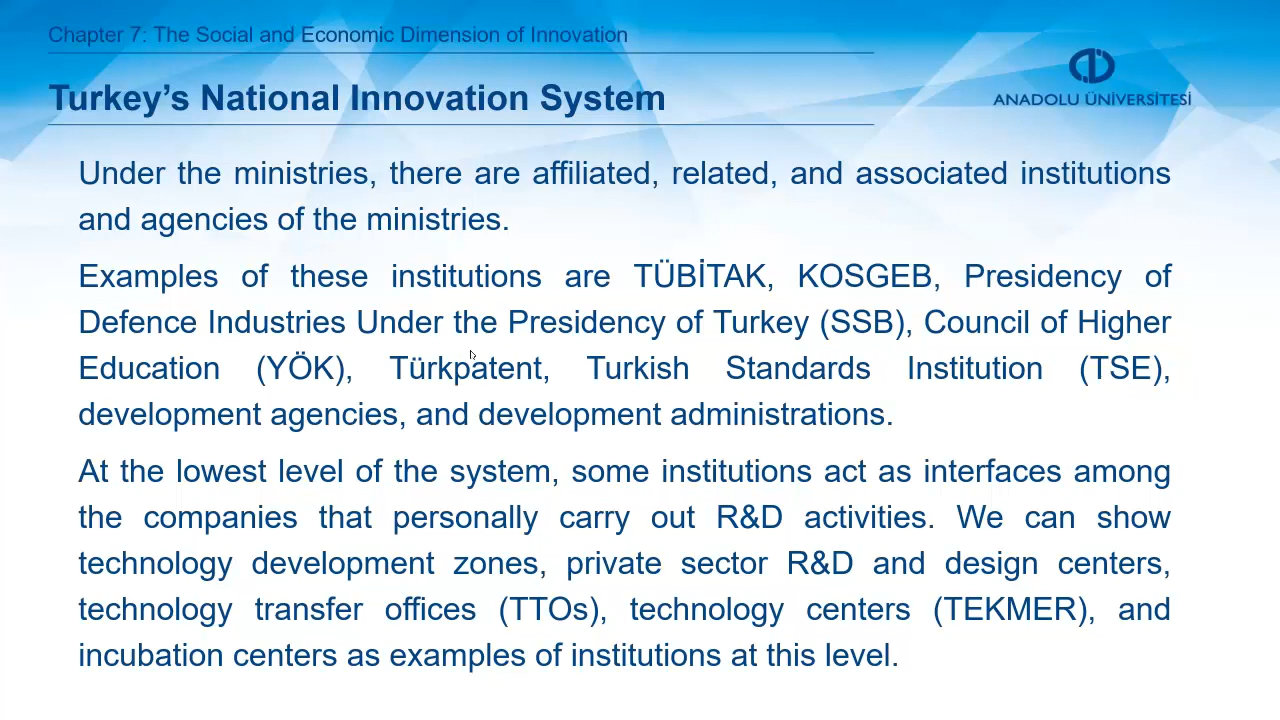 Chapter 7: The Social and Economic Dimension of Innovation
Turkey's National Innovation System
ANADOLU ÜNİVERSİTESİ
Under the ministries, there are affiliated, related, and associated institutions
and agencies of the ministries.
Examples of these institutions are TÜBİTAK, KOSGEB, Presidency of
Defence Industries Under the Presidency of Turkey (SSB), Council of Higher
Education (YÖK), Türkpatent, Turkish Standards Institution (TSE),
development agencies, and development administrations.
At the lowest level of the system, some institutions act as interfaces among
the companies that personally carry out R&D activities. We can show
technology development zones, private sector R&D and design centers,
technology transfer offices (TTOs), technology centers (TEKMER), and
incubation centers as examples of institutions at this level.